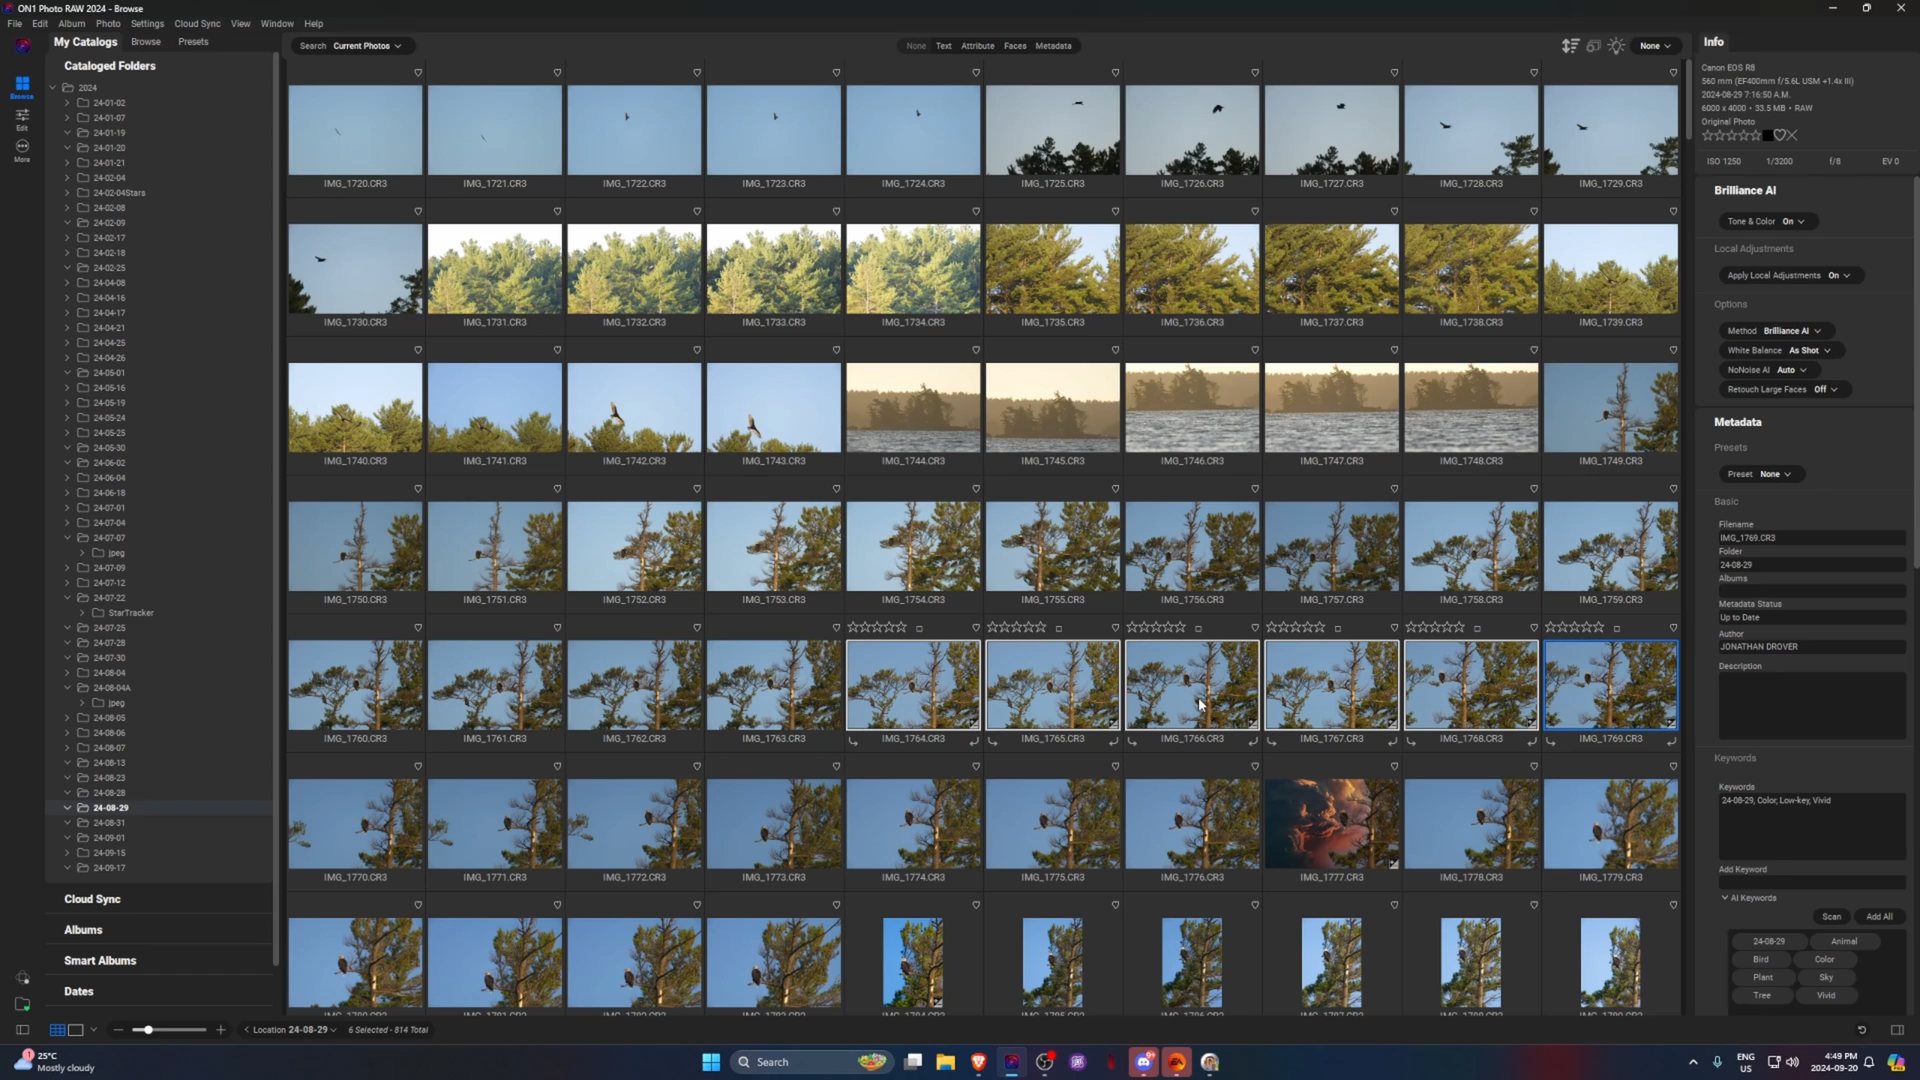 ON1 Photo RAW 2024 - Browse
File Edit Album Photo Settings Cloud Sync View Window Help
My Catalogs Browse Presets
Search Current Photos
None Text Attribute Faces Metadata
None
Info
Browse
Edit
More
Cataloged Folders
2024
24-01-02
24-01-07
24-01-19
24-01-20
24-01-21
24-02-04
24-02-04Stars
24-02-08
24-02-09
24-02-17
24-02-18
24-02-25
24-04-08
24-04-16
24-04-17
24-04-21
24-04-25
24-04-26
24-05-01
24-05-16
24-05-19
24-05-24
24-05-25
24-05-30
24-06-02
24-06-04
24-06-18
24-07-01
24-07-04
24-07-07
jpeg
24-07-09
24-07-12
24-07-22
StarTracker
24-07-25
24-07-28
24-07-30
24-08-04
24-08-04A
jpeg
24-08-05
24-08-06
24-08-07
24-08-13
24-08-23
24-08-28
24-08-29
24-08-31
24-09-01
24-09-15
24-09-17
Cloud Sync
Albums
Smart Albums
Dates
IMG_1720.CR3 IMG_1721.CR3 IMG_1722.CR3 IMG_1723.CR3 IMG_1724.CR3 IMG_1725.CR3 IMG_1726.CR3 IMG_1727.CR3 IMG_1728.CR3 IMG_1729.CR3
IMG_1730.CR3 IMG_1731.CR3 IMG_1732.CR3 IMG_1733.CR3 IMG_1734.CR3 IMG_1735.CR3 IMG_1736.CR3 IMG_1737.CR3 IMG_1738.CR3 IMG_1739.CR3
IMG_1740.CR3 IMG_1741.CR3 IMG_1742.CR3 IMG_1743.CR3 IMG_1744.CR3 IMG_1745.CR3 IMG_1746.CR3 IMG_1747.CR3 IMG_1748.CR3 IMG_1749.CR3
IMG_1750.CR3 IMG_1751.CR3 IMG_1752.CR3 IMG_1753.CR3 IMG_1754.CR3 IMG_1755.CR3 IMG_1756.CR3 IMG_1757.CR3 IMG_1758.CR3 IMG_1759.CR3
IMG_1760.CR3 IMG_1761.CR3 IMG_1762.CR3 IMG_1763.CR3 IMG_1764.CR3 IMG_1765.CR3 IMG_1766.CR3 IMG_1767.CR3 IMG_1768.CR3 IMG_1769.CR3
IMG_1770.CR3 IMG_1771.CR3 IMG_1772.CR3 IMG_1773.CR3 IMG_1774.CR3 IMG_1775.CR3 IMG_1776.CR3 IMG_1777.CR3 IMG_1778.CR3 IMG_1779.CR3
Location 24-08-29 6 Selected - 814 Total
Canon EOS R8
560 mm (EF400mm f/5.6L USM +1.4x III)
2024-08-29 7:16:50 A.M.
6000 x 4000 • 33.5 MB • RAW
Original Photo
ISO 1250 1/3200 f/8 EV 0
Brilliance AI
Tone & Color On
Local Adjustments
Apply Local Adjustments On
Options
Method Brilliance AI
White Balance As Shot
NoNoise AI Auto
Retouch Large Faces Off
Metadata
Presets
Preset None
Basic
Filename
IMG_1769.CR3
Folder
24-08-29
Albums
Metadata Status
Up to Date
Author
JONATHAN DROVER
Description
Keywords
Keywords
24-08-29, Color, Low-key, Vivid
Add Keyword
AI Keywords
Scan Add All
24-08-29 Animal
Bird Color
Plant Sky
Tree Vivid
25°C
Mostly cloudy
Search
ENG
US
4:49 PM
2024-09-20